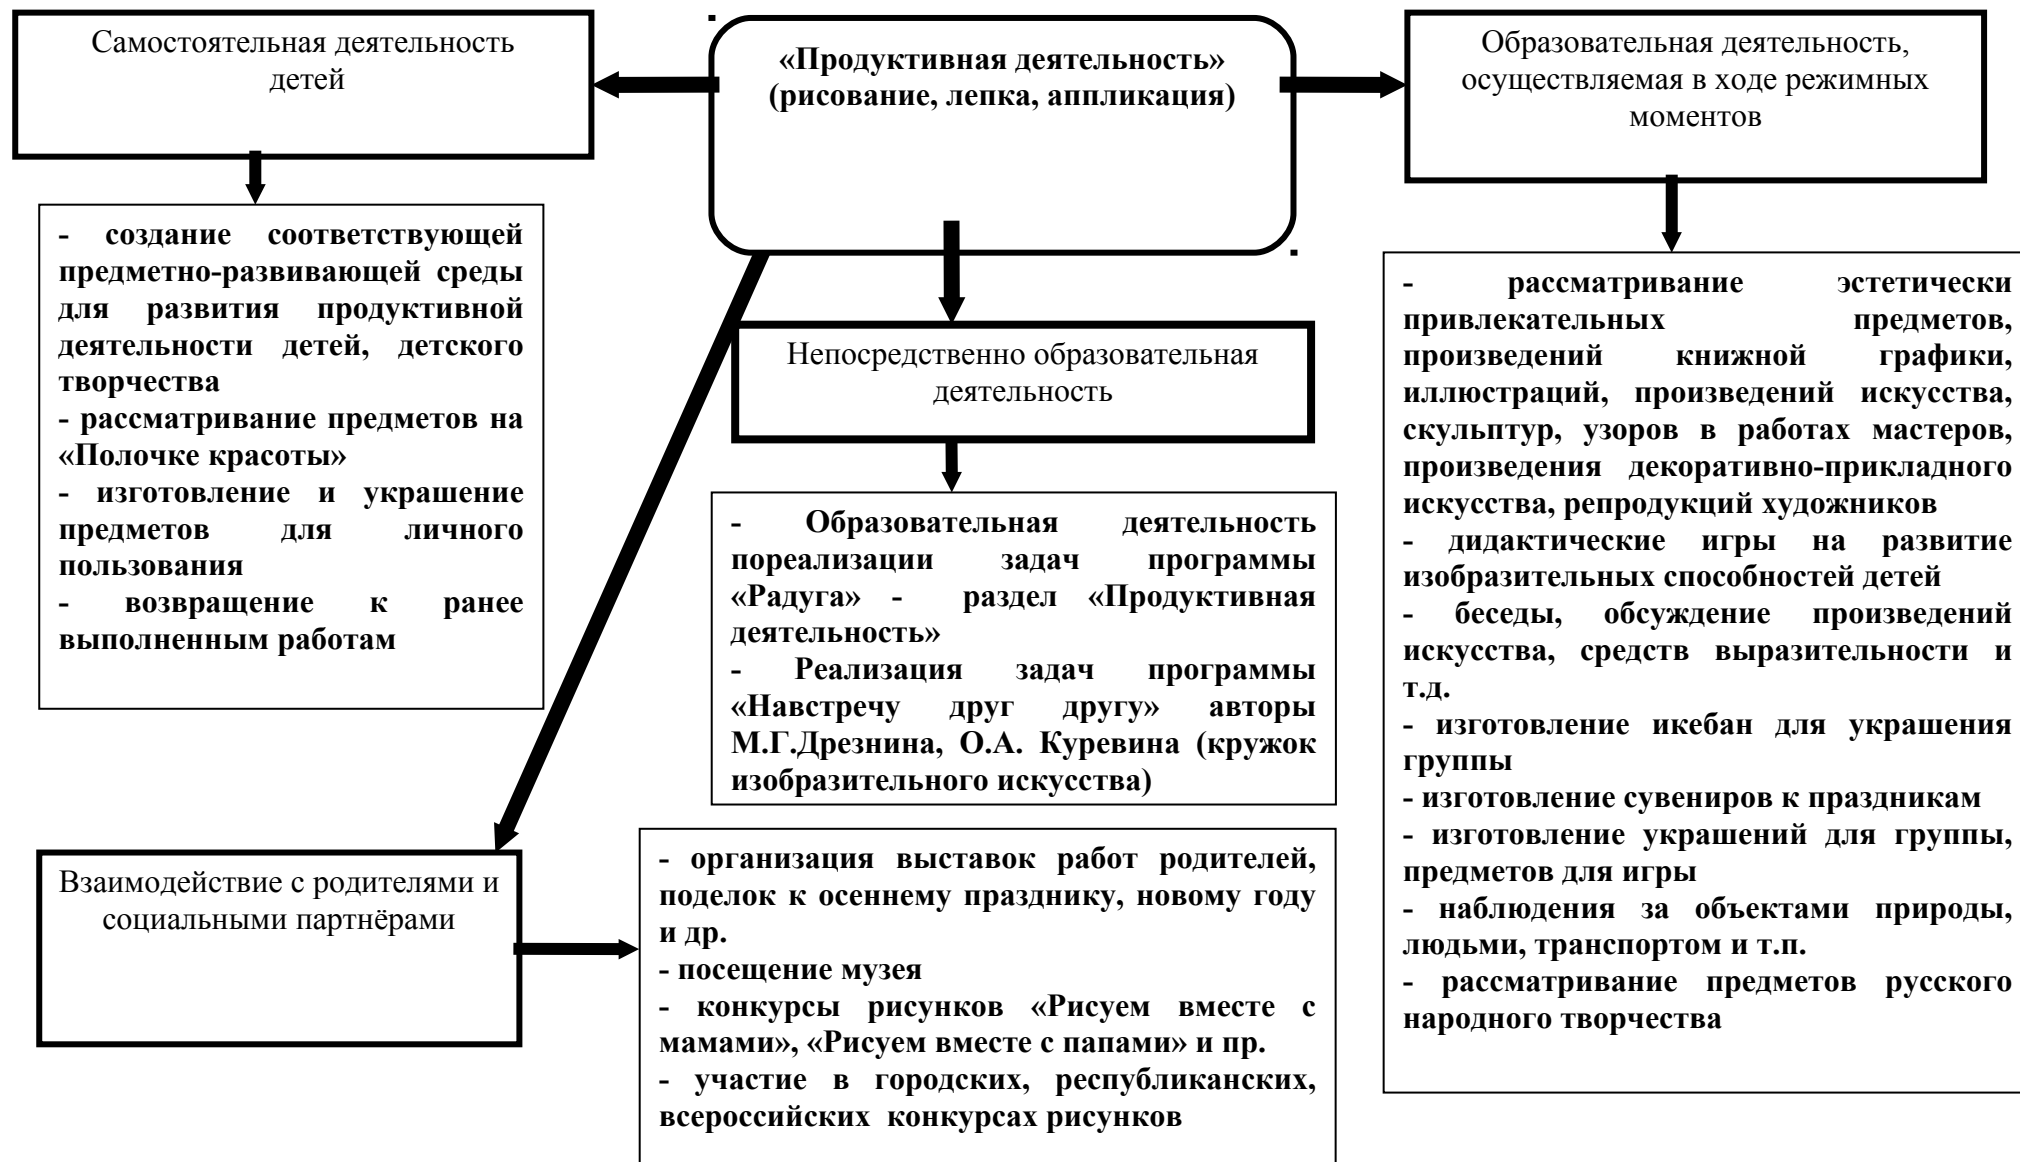 Самостоятельная деятельность
детей
«Продуктивная деятельность»
(рисование, лепка, аппликация)
Образовательная деятельность,
осуществляемая в ходе режимных
моментов
- создание соответствующей
предметно-развивающей среды
для развития продуктивной
деятельности детей, детского
творчества
- рассматривание предметов на
«Полочке красоты»
- изготовление и украшение
предметов для личного
пользования
- возвращение к ранее
выполненным работам
Непосредственно образовательная
деятельность
- Образовательная деятельность
пореализации задач программы
«Радуга» - раздел «Продуктивная
деятельность»
- Реализация задач программы
«Навстречу друг другу» авторы
М.Г.Дрезнина, О.А. Куревина (кружок
изобразительного искусства)
- рассматривание эстетически
привлекательных предметов,
произведений книжной графики,
иллюстраций, произведений искусства,
скульптур, узоров в работах мастеров,
произведения декоративно-прикладного
искусства, репродукций художников
- дидактические игры на развитие
изобразительных способностей детей
- беседы, обсуждение произведений
искусства, средств выразительности и
т.д.
- изготовление икебан для украшения
группы
- изготовление сувениров к праздникам
- изготовление украшений для группы,
предметов для игры
- наблюдения за объектами природы,
людьми, транспортом и т.п.
- рассматривание предметов русского
народного творчества
Взаимодействие с родителями и
социальными партнёрами
- организация выставок работ родителей,
поделок к осеннему празднику, новому году
и др.
- посещение музея
- конкурсы рисунков «Рисуем вместе с
мамами», «Рисуем вместе с папами» и пр.
- участие в городских, республиканских,
всероссийских конкурсах рисунков